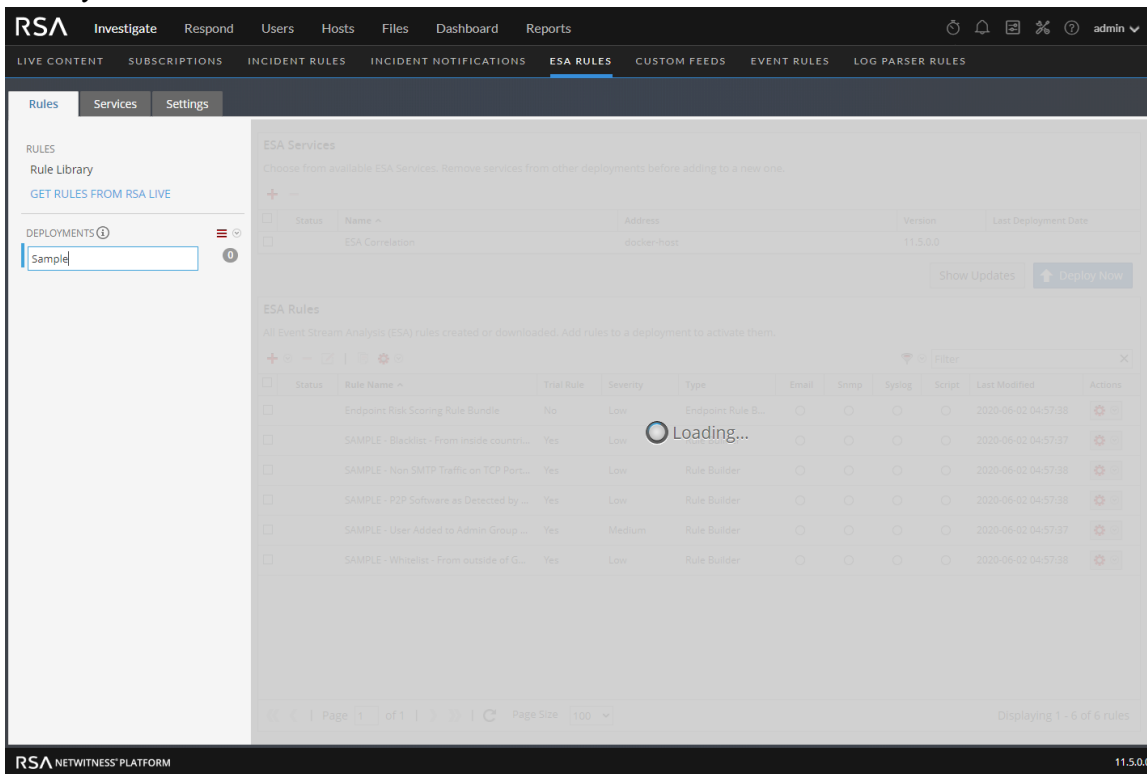 RSA Investigate Respond Users Hosts Files Dashboard Reports admin
LIVE CONTENT SUBSCRIPTIONS INCIDENT RULES INCIDENT NOTIFICATIONS ESA RULES CUSTOM FEEDS EVENT RULES LOG PARSER RULES
Rules Services Settings
RULES
Rule Library
GET RULES FROM RSA LIVE
DEPLOYMENTS
Sample 0
ESA Services
Choose from available ESA Services. Remove services from other deployments before adding to a new one.
Status Name Address Version Last Deployment Date
ESA Correlation docker-host 11.5.0.0
Show Updates Deploy Now
ESA Rules
All Event Stream Analysis (ESA) rules created or downloaded. Add rules to a deployment to activate them.
Filter
Status Rule Name Trial Rule Severity Type Email Snmp Syslog Script Last Modified Actions
Endpoint Risk Scoring Rule Bundle No Low Endpoint Rule B... 2020-06-02 04:57:38
SAMPLE - Blacklist - From inside countri... Yes Low 2020-06-02 04:57:37
Loading...
SAMPLE - Non SMTP Traffic on TCP Port... Yes Low Rule Builder 2020-06-02 04:57:38
SAMPLE - P2P Software as Detected by ... Yes Low Rule Builder 2020-06-02 04:57:38
SAMPLE - User Added to Admin Group ... Yes Medium Rule Builder 2020-06-02 04:57:37
SAMPLE - Whitelist - From outside of G... Yes Low Rule Builder 2020-06-02 04:57:38
Page 1 of 1 Page Size 100 Displaying 1 - 6 of 6 rules
RSA NETWITNESS® PLATFORM 11.5.0.0